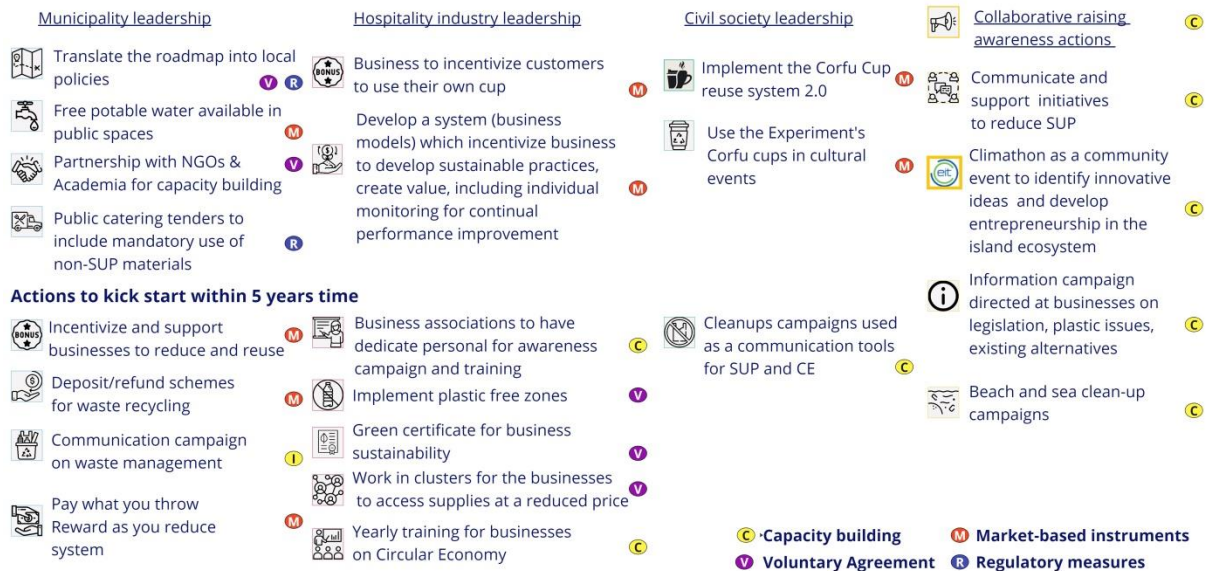 Municipality leadership
Translate the roadmap into local
policies
V R
Free potable water available in
public spaces
M
Partnership with NGOs &
Academia for capacity building
V
Public catering tenders to
include mandatory use of
non-SUP materials
R
Hospitality industry leadership
BONUS
Business to incentivize customers
to use their own cup
M
Develop a system (business
models) which incentivize business
to develop sustainable practices,
create value, including individual
monitoring for continual
performance improvement
M
Civil society leadership
Implement the Corfu Cup
reuse system 2.0
M
Use the Experiment's
Corfu cups in cultural
events
M
Collaborative raising
awareness actions
C
Communicate and
support initiatives
to reduce SUP
C
eit
Climathon as a community
event to identify innovative
ideas and develop
entrepreneurship in the
island ecosystem
C
Information campaign
directed at businesses on
legislation, plastic issues,
existing alternatives
C
Beach and sea clean-up
campaigns
C
Actions to kick start within 5 years time
BONUS
Incentivize and support
businesses to reduce and reuse
M
Deposit/refund schemes
for waste recycling
M
Communication campaign
on waste management
I
Pay what you throw
Reward as you reduce
system
M
Business associations to have
dedicate personal for awareness
campaign and training
C
Implement plastic free zones
V
Green certificate for business
sustainability
V
Work in clusters for the businesses
to access supplies at a reduced price
V
Yearly training for businesses
on Circular Economy
C
Cleanups campaigns used
as a communication tools
for SUP and CE
C
C Capacity building
M Market-based instruments
V Voluntary Agreement
R Regulatory measures